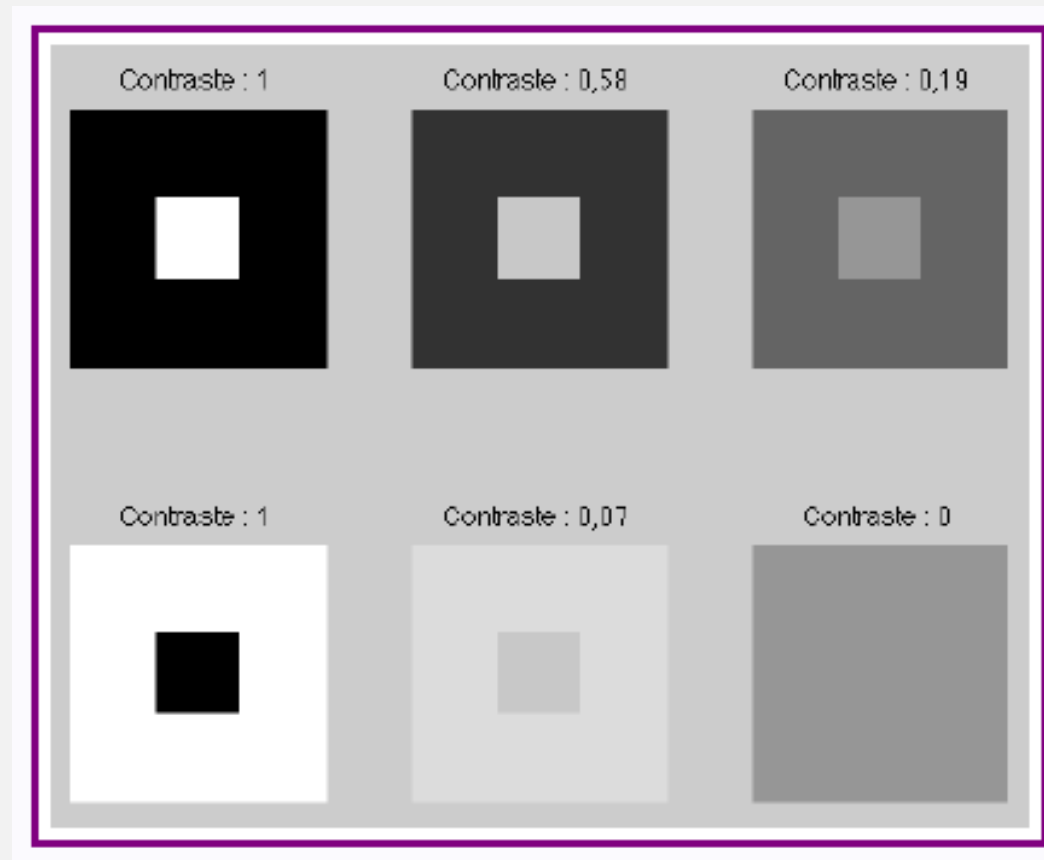 Contraste : 1
Contraste : 0,58
Contraste : 0,19
Contraste : 1
Contraste : 0,07
Contraste : 0